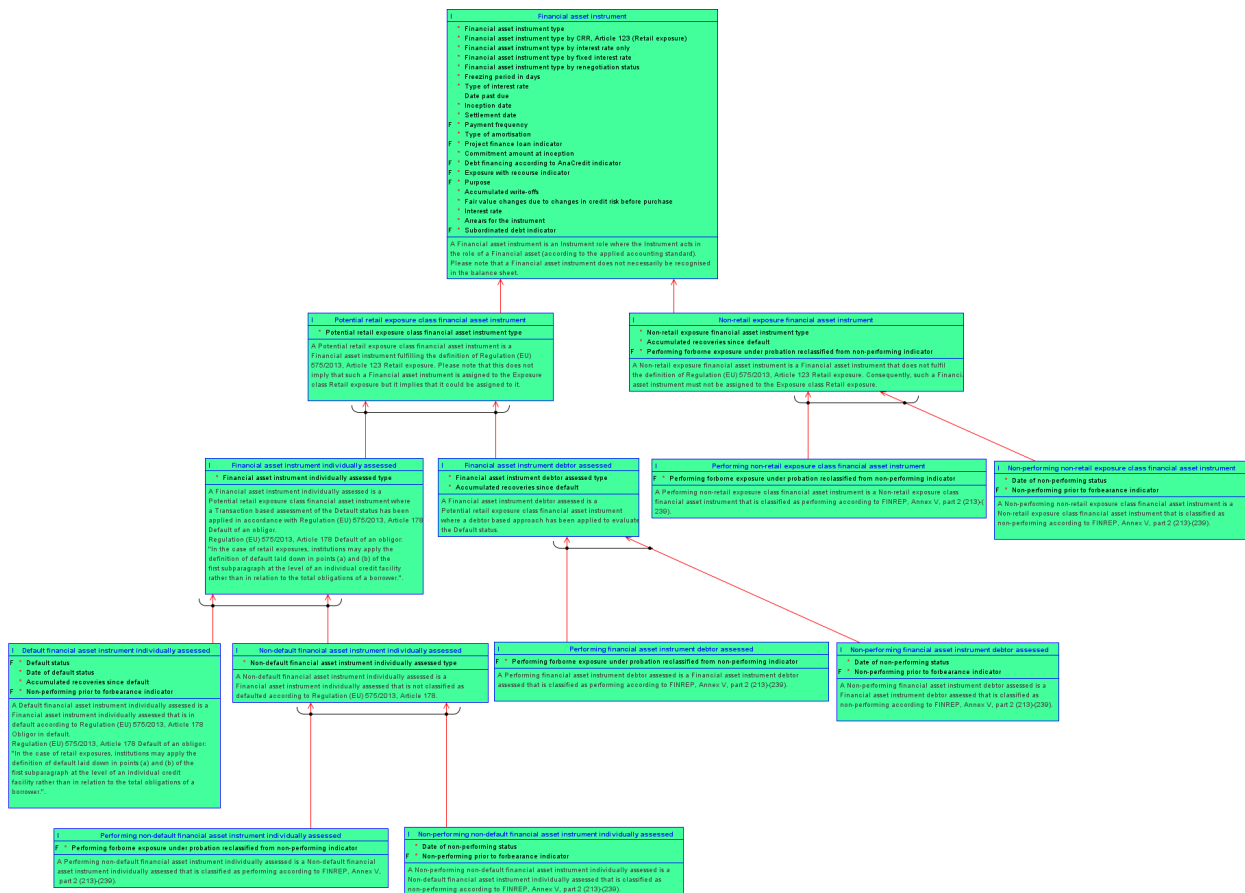 I Financial asset instrument
* Financial asset instrument type
* Financial asset instrument type by CRR, Article 123 (Retail exposure)
* Financial asset instrument type by interest rate only
* Financial asset instrument type by fixed interest rate
* Financial asset instrument type by renegotiation status
* Freezing period in days
* Type of interest rate
Date past due
* Inception date
* Settlement date
F * Payment frequency
* Type of amortisation
F * Project finance loan indicator
* Commitment amount at inception
F * Debt financing according to AnaCredit indicator
F * Exposure with recourse indicator
F * Purpose
* Accumulated write-offs
* Fair value changes due to changes in credit risk before purchase
* Interest rate
* Arrears for the instrument
F * Subordinated debt indicator
A Financial asset instrument is an Instrument role where the Instrument acts in
the role of a Financial asset (according to the applied accounting standard).
Please note that a Financial asset instrument does not necessarily be recognised
in the balance sheet.
I Potential retail exposure class financial asset instrument
* Potential retail exposure class financial asset instrument type
A Potential retail exposure class financial asset instrument is a
Financial asset instrument fulfilling the definition of Regulation (EU)
575/2013, Article 123 Retail exposure. Please note that this does not
imply that such a Financial asset instrument is assigned to the Exposure
class Retail exposure but it implies that it could be assigned to it.
I Non-retail exposure financial asset instrument
* Non-retail exposure financial asset instrument type
* Accumulated recoveries since default
F * Performing forborne exposure under probation reclassified from non-performing indicator
A Non-retail exposure financial asset instrument is a Financial asset instrument that does not fulfil
the definition of Regulation (EU) 575/2013, Article 123 Retail exposure. Consequently, such a Financi
asset instrument must not be assigned to the Exposure class Retail exposure.
I Financial asset instrument individually assessed
* Financial asset instrument individually assessed type
A Financial asset instrument individually assessed is a
Potential retail exposure class financial asset instrument where
a Transaction based assessment of the Default status has been
applied in accordance with Regulation (EU) 575/2013, Article 178
Default of an obligor.
Regulation (EU) 575/2013, Article 178 Default of an obligor:
"In the case of retail exposures, institutions may apply the
definition of default laid down in points (a) and (b) of the
first subparagraph at the level of an individual credit facility
rather than in relation to the total obligations of a borrower.".
I Financial asset instrument debtor assessed
* Financial asset instrument debtor assessed type
* Accumulated recoveries since default
A Financial asset instrument debtor assessed is a
Potential retail exposure class financial asset instrument
where a debtor based approach has been applied to evaluate
the Default status.
I Performing non-retail exposure class financial asset instrument
F * Performing forborne exposure under probation reclassified from non-performing indicator
A Performing non-retail exposure class financial asset instrument is a Non-retail exposure class
financial asset instrument that is classified as performing according to FINREP, Annex V, part 2 (213)-(
239).
I Non-performing non-retail exposure class financial asset instrument
* Date of non-performing status
F * Non-performing prior to forbearance indicator
A Non-performing non-retail exposure class financial asset instrument is a
Non-retail exposure class financial asset instrument that is classified as
non-performing according to FINREP, Annex V, part 2 (213)-(239).
I Default financial asset instrument individually assessed
F * Default status
* Date of default status
* Accumulated recoveries since default
F * Non-performing prior to forbearance indicator
A Default financial asset instrument individually assessed is a
Financial asset instrument individually assessed that is in
default according to Regulation (EU) 575/2013, Article 178
Obligor in default.
Regulation (EU) 575/2013, Article 178 Default of an obligor:
"In the case of retail exposures, institutions may apply the
definition of default laid down in points (a) and (b) of the
first subparagraph at the level of an individual credit
facility rather than in relation to the total obligations of a
borrower.".
I Non-default financial asset instrument individually assessed
* Non-default financial asset instrument individually assessed type
A Non-default financial asset instrument individually assessed is a
Financial asset instrument individually assessed that is not classified as
defaulted according to Regulation (EU) 575/2013, Article 178.
I Performing financial asset instrument debtor assessed
F * Performing forborne exposure under probation reclassified from non-performing indicator
A Performing financial asset instrument debtor assessed is a Financial asset instrument debtor
assessed that is classified as performing according to FINREP, Annex V, part 2 (213)-(239).
I Non-performing financial asset instrument debtor assessed
* Date of non-performing status
F * Non-performing prior to forbearance indicator
A Non-performing financial asset instrument debtor assessed is a
Financial asset instrument debtor assessed that is classified as
non-performing according to FINREP, Annex V, part 2 (213)-(239).
I Performing non-default financial asset instrument individually assessed
F * Performing forborne exposure under probation reclassified from non-performing indicator
A Performing non-default financial asset instrument individually assessed is a Non-default financial
asset instrument individually assessed that is classified as performing according to FINREP, Annex V,
part 2 (213)-(239).
I Non-performing non-default financial asset instrument individually assessed
* Date of non-performing status
F * Non-performing prior to forbearance indicator
A Non-performing non-default financial asset instrument individually assessed is a
Non-default financial asset instrument individually assessed that is classified as
non-performing according to FINREP, Annex V, part 2 (213)-(239).